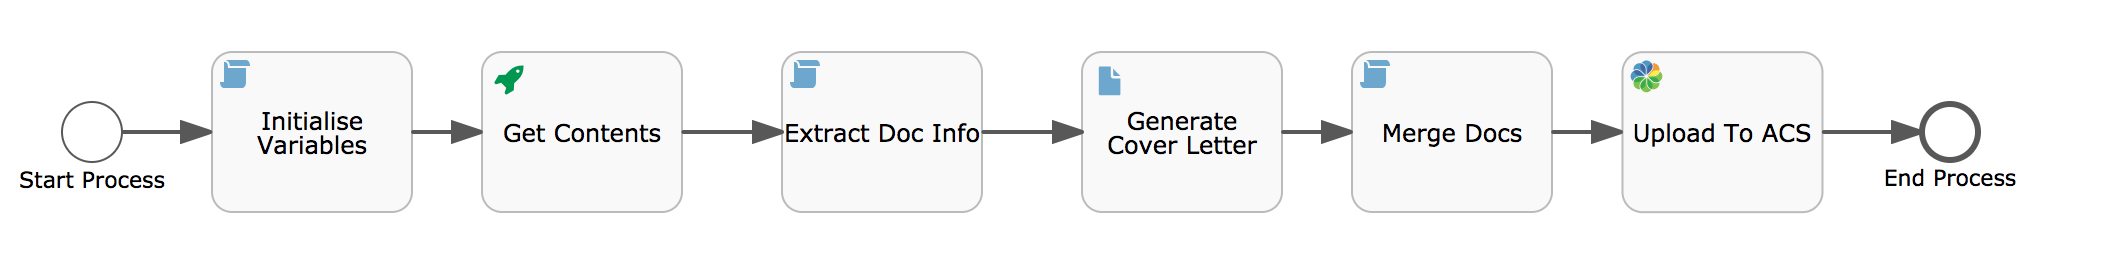 Start Process
Initialise
Variables
Get Contents
Extract Doc Info
Generate
Cover Letter
Merge Docs
Upload To ACS
End Process